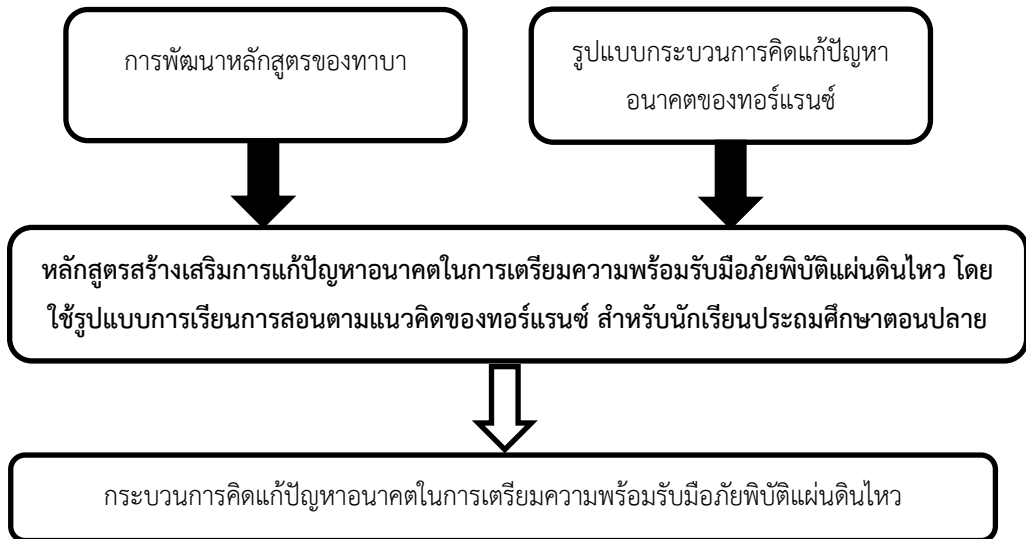 การพัฒนาหลักสูตรของทาบา
รูปแบบกระบวนการคิดแก้ปัญหา
อนาคตของทอร์แรนซ์
หลักสูตรสร้างเสริมการแก้ปัญหาอนาคตในการเตรียมความพร้อมรับมือภัยพิบัติแผ่นดินไหว โดย
ใช้รูปแบบการเรียนการสอนตามแนวคิดของทอร์แรนซ์ สำหรับนักเรียนประถมศึกษาตอนปลาย
กระบวนการคิดแก้ปัญหาอนาคตในการเตรียมความพร้อมรับมือภัยพิบัติแผ่นดินไหว